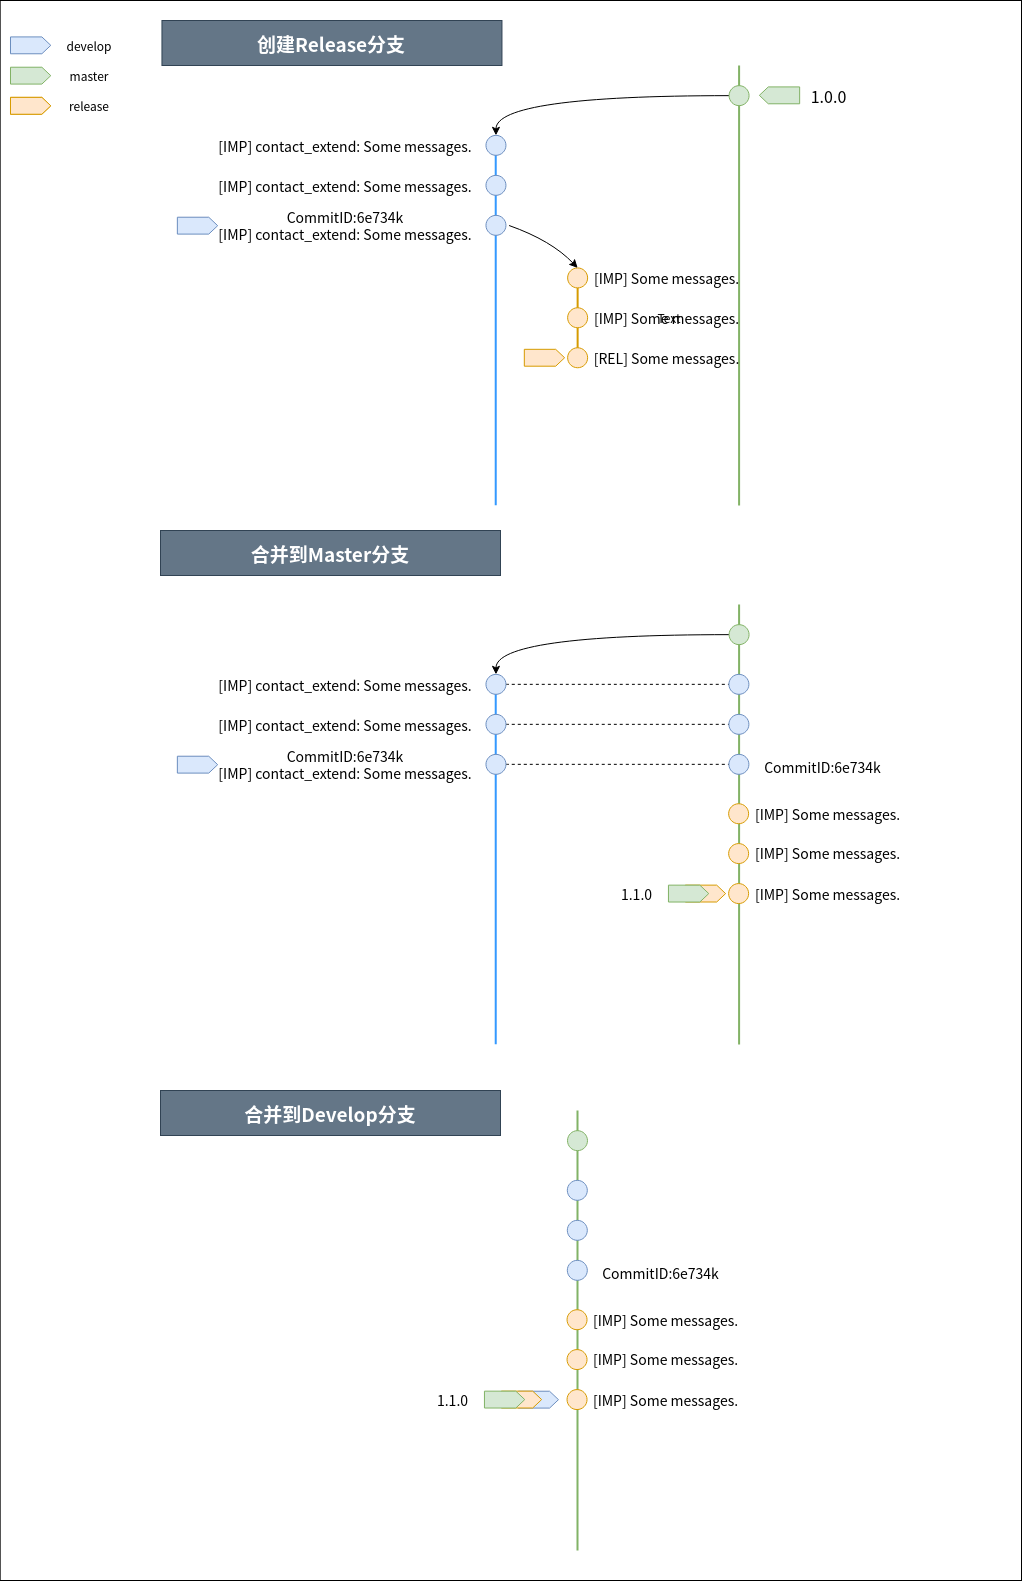 创建Release分支
develop
master
release
1.0.0
[IMP] contact_extend: Some messages.
[IMP] contact_extend: Some messages.
CommitID:6e734k
[IMP] contact_extend: Some messages.
[IMP] Some messages.
[IMP] Some messages.
Text
[REL] Some messages.
合并到Master分支
[IMP] contact_extend: Some messages.
[IMP] contact_extend: Some messages.
CommitID:6e734k
[IMP] contact_extend: Some messages.
CommitID:6e734k
[IMP] Some messages.
[IMP] Some messages.
1.1.0
[IMP] Some messages.
合并到Develop分支
CommitID:6e734k
[IMP] Some messages.
[IMP] Some messages.
1.1.0
[IMP] Some messages.